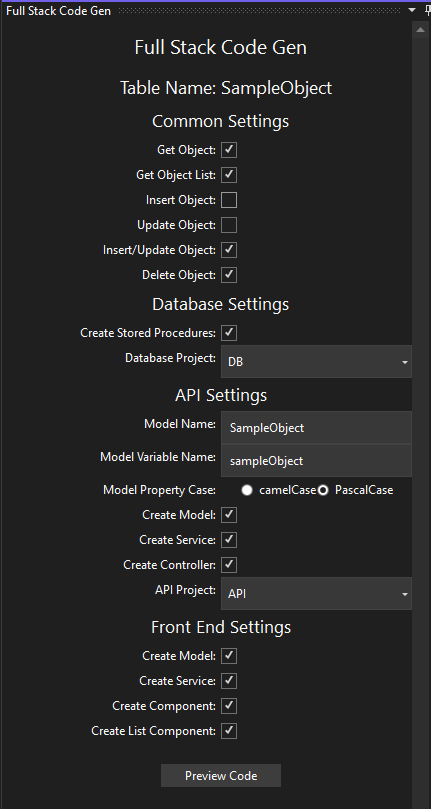 Full Stack Code Gen
Full Stack Code Gen
Table Name: SampleObject
Common Settings
Get Object:
Get Object List:
Insert Object:
Update Object:
Insert/Update Object:
Delete Object:
Database Settings
Create Stored Procedures:
Database Project: DB
API Settings
Model Name: SampleObject
Model Variable Name: sampleObject
Model Property Case: camelCase PascalCase
Create Model:
Create Service:
Create Controller:
API Project: API
Front End Settings
Create Model:
Create Service:
Create Component:
Create List Component:
Preview Code